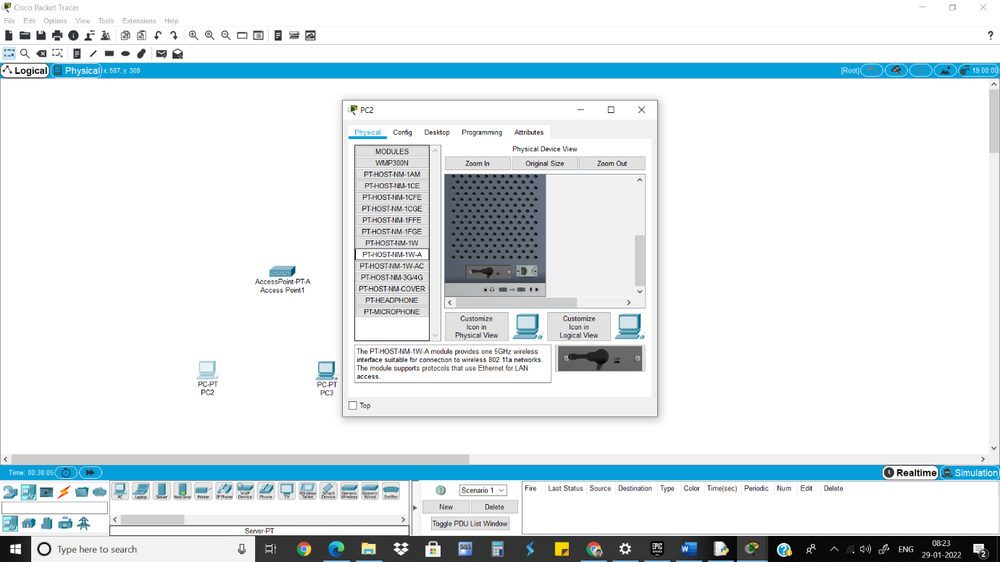 Cisco Packet Tracer
File Edit Options View Tools Extensions Help
?
Logical Physical x: 587, y: 309 [Root] 19:00:00
PC2
Physical Config Desktop Programming Attributes
MODULES
WMP300N
PT-HOST-NM-1AM
PT-HOST-NM-1CE
PT-HOST-NM-1CFE
PT-HOST-NM-1CGE
PT-HOST-NM-1FFE
PT-HOST-NM-1FGE
PT-HOST-NM-1W
PT-HOST-NM-1W-A
PT-HOST-NM-1W-AC
PT-HOST-NM-3G/4G
PT-HOST-NM-COVER
PT-HEADPHONE
PT-MICROPHONE
Physical Device View
Zoom In Original Size Zoom Out
Customize
Icon in
Physical View
Customize
Icon in
Logical View
The PT-HOST-NM-1W-A module provides one 5GHz wireless
interface suitable for connection to wireless 802.11a networks.
The module supports protocols that use Ethernet for LAN
access.
Top
AccessPoint-PT-A
Access Point1
PC-PT
PC2
PC-PT
PC3
Time: 00:38:05 Realtime Simulation
PC Laptop Server Printer IP Phone VoIP Device Phone TV Wireless Tablet Smart Device Generic Wireless Generic Wired Sniffer
Server-PT
Scenario 1
New Delete
Toggle PDU List Window
Fire Last Status Source Destination Type Color Time(sec) Periodic Num Edit Delete
Type here to search
sas
EPIC GAMES
W
ENG
08:23
29-01-2022
2